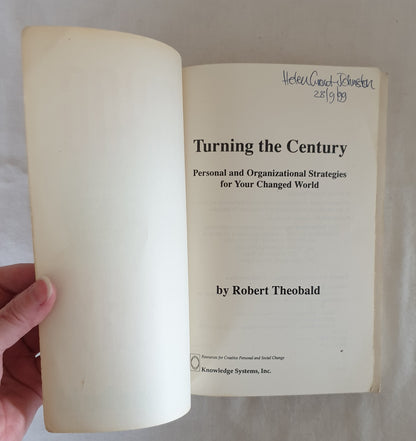 Helen Grant-Johnston
28/9/99
Turning the Century
Personal and Organizational Strategies
for Your Changed World
by Robert Theobald
Resources for Creative Personal and Social Change
Knowledge Systems, Inc.